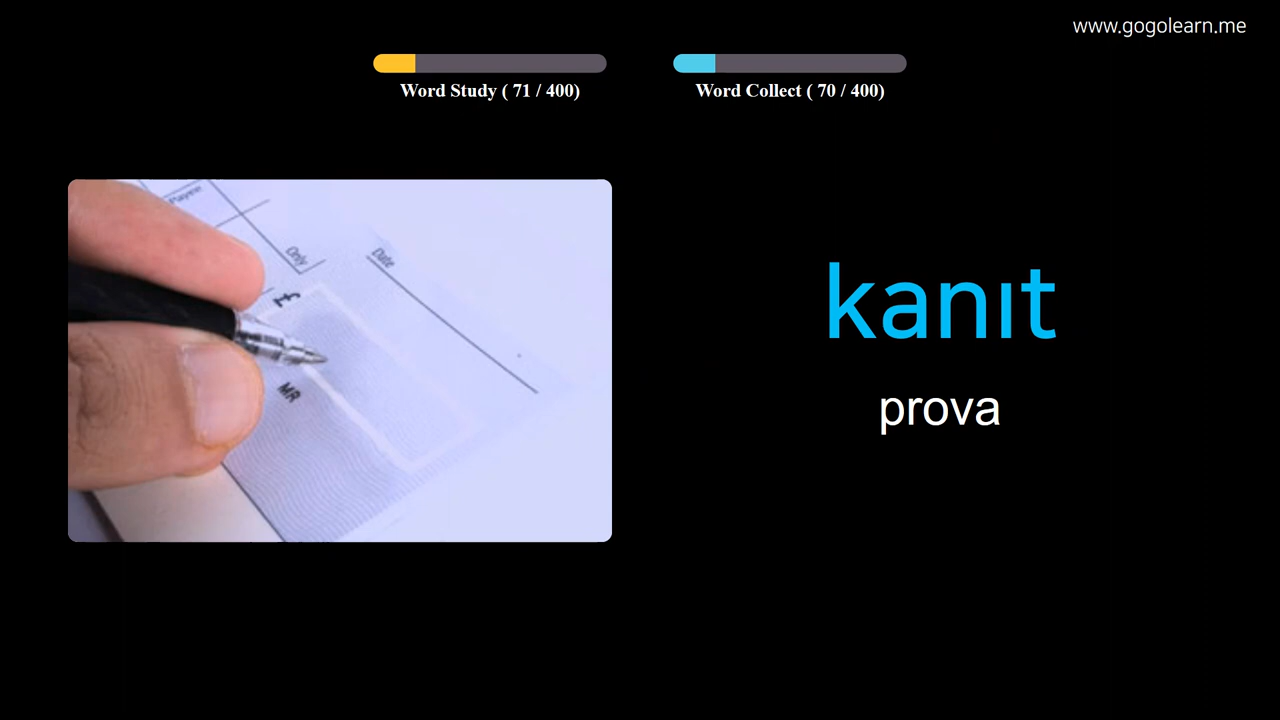 www.gogolearn.me
Word Study ( 71 / 400)
Word Collect ( 70 / 400)
Payee
Only
Date
£
MR
kanıt
prova